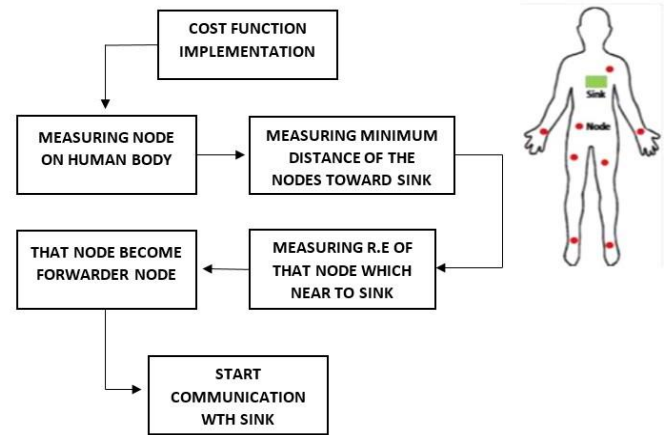 COST FUNCTION
IMPLEMENTATION
MEASURING NODE
ON HUMAN BODY
MEASURING MINIMUM
DISTANCE OF THE
NODES TOWARD SINK
THAT NODE BECOME
FORWARDER NODE
MEASURING R.E OF
THAT NODE WHICH
NEAR TO SINK
START
COMMUNICATION
WTH SINK
Sink
Node